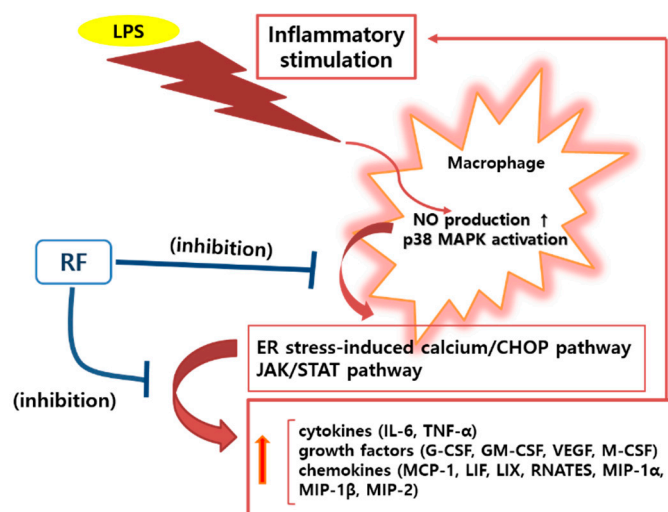 LPS
Inflammatory
stimulation
Macrophage
NO production ↑
p38 MAPK activation
(inhibition)
RF
ER stress-induced calcium/CHOP pathway
JAK/STAT pathway
(inhibition)
cytokines (IL-6, TNF-α)
growth factors (G-CSF, GM-CSF, VEGF, M-CSF)
chemokines (MCP-1, LIF, LIX, RNATES, MIP-1α,
MIP-1β, MIP-2)